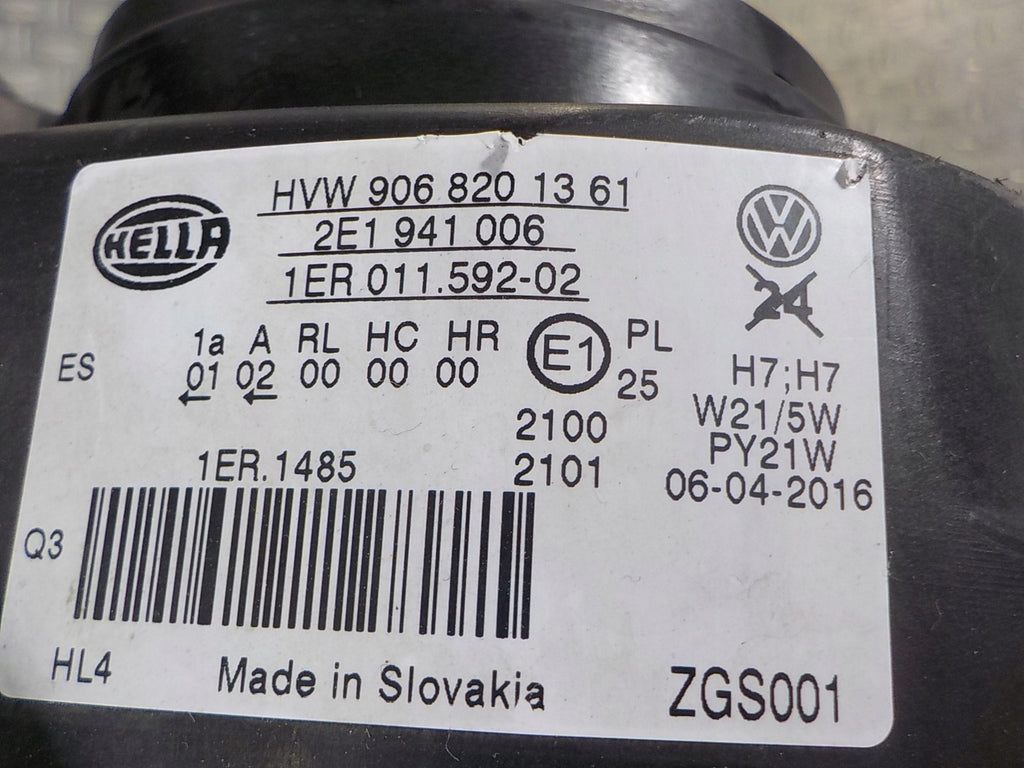 HELLA
HVW 906 820 13 61
2E1 941 006
1ER 011.592-02
VW
24
ES
1a A RL HC HR
01 02 00 00 00
E1
PL
25
2100
2101
H7;H7
W21/5W
PY21W
06-04-2016
1ER.1485
Q3
HL4
Made in Slovakia
ZGS001